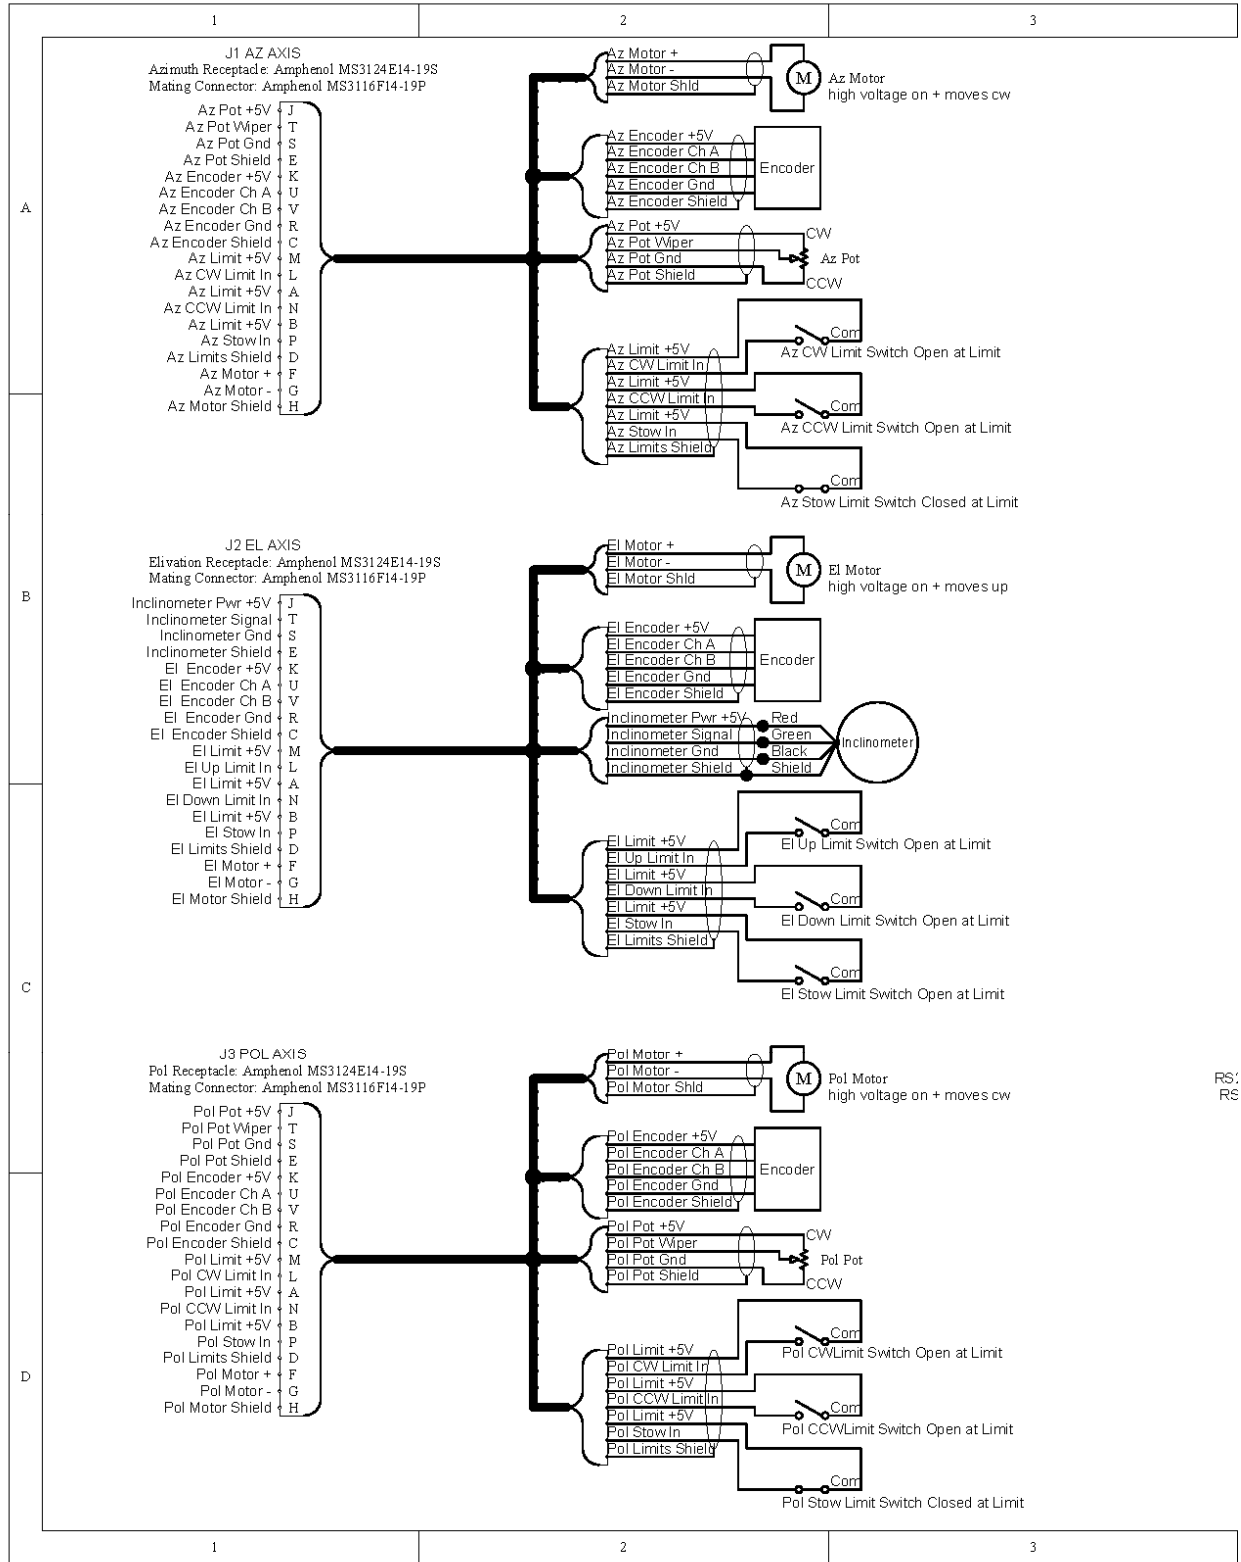 1
2
3
A
B
C
D
J1 AZ AXIS
Azimuth Receptacle: Amphenol MS3124E14-19S
Mating Connector: Amphenol MS3116F14-19P
Az Pot +5V J
Az Pot Wiper T
Az Pot Gnd S
Az Pot Shield E
Az Encoder +5V K
Az Encoder Ch A U
Az Encoder Ch B V
Az Encoder Gnd R
Az Encoder Shield C
Az Limit +5V M
Az CW Limit In L
Az Limit +5V A
Az CCW Limit In N
Az Limit +5V B
Az Stow In P
Az Limits Shield D
Az Motor + F
Az Motor - G
Az Motor Shield H
Az Motor +
Az Motor -
Az Motor Shld
M
Az Motor
high voltage on + moves cw
Az Encoder +5V
Az Encoder Ch A
Az Encoder Ch B
Az Encoder Gnd
Az Encoder Shield
Encoder
Az Pot +5V
Az Pot Wiper
Az Pot Gnd
Az Pot Shield
CW
Az Pot
CCW
Az Limit +5V
Az CW Limit In
Az Limit +5V
Az CCW Limit In
Az Limit +5V
Az Stow In
Az Limits Shield
Com
Az CW Limit Switch Open at Limit
Com
Az CCW Limit Switch Open at Limit
Com
Az Stow Limit Switch Closed at Limit
J2 EL AXIS
Elivation Receptacle: Amphenol MS3124E14-19S
Mating Connector: Amphenol MS3116F14-19P
Inclinometer Pwr +5V J
Inclinometer Signal T
Inclinometer Gnd S
Inclinometer Shield E
El Encoder +5V K
El Encoder Ch A U
El Encoder Ch B V
El Encoder Gnd R
El Encoder Shield C
El Limit +5V M
El Up Limit In L
El Limit +5V A
El Down Limit In N
El Limit +5V B
El Stow In P
El Limits Shield D
El Motor + F
El Motor - G
El Motor Shield H
El Motor +
El Motor -
El Motor Shld
M
El Motor
high voltage on + moves up
El Encoder +5V
El Encoder Ch A
El Encoder Ch B
El Encoder Gnd
El Encoder Shield
Encoder
Inclinometer Pwr +5V Red
Inclinometer Signal Green
Inclinometer Gnd Black
Inclinometer Shield Shield
Inclinometer
El Limit +5V
El Up Limit In
El Limit +5V
El Down Limit In
El Limit +5V
El Stow In
El Limits Shield
Com
El Up Limit Switch Open at Limit
Com
El Down Limit Switch Open at Limit
Com
El Stow Limit Switch Open at Limit
J3 POL AXIS
Pol Receptacle: Amphenol MS3124E14-19S
Mating Connector: Amphenol MS3116F14-19P
Pol Pot +5V J
Pol Pot Wiper T
Pol Pot Gnd S
Pol Pot Shield E
Pol Encoder +5V K
Pol Encoder Ch A U
Pol Encoder Ch B V
Pol Encoder Gnd R
Pol Encoder Shield C
Pol Limit +5V M
Pol CW Limit In L
Pol Limit +5V A
Pol CCW Limit In N
Pol Limit +5V B
Pol Stow In P
Pol Limits Shield D
Pol Motor + F
Pol Motor - G
Pol Motor Shield H
Pol Motor +
Pol Motor -
Pol Motor Shld
M
Pol Motor
high voltage on + moves cw
Pol Encoder +5V
Pol Encoder Ch A
Pol Encoder Ch B
Pol Encoder Gnd
Pol Encoder Shield
Encoder
Pol Pot +5V
Pol Pot Wiper
Pol Pot Gnd
Pol Pot Shield
CW
Pol Pot
CCW
Pol Limit +5V
Pol CW Limit In
Pol Limit +5V
Pol CCW Limit In
Pol Limit +5V
Pol Stow In
Pol Limits Shield
Com
Pol CWLimit Switch Open at Limit
Com
Pol CCWLimit Switch Open at Limit
Com
Pol Stow Limit Switch Closed at Limit
1
2
3